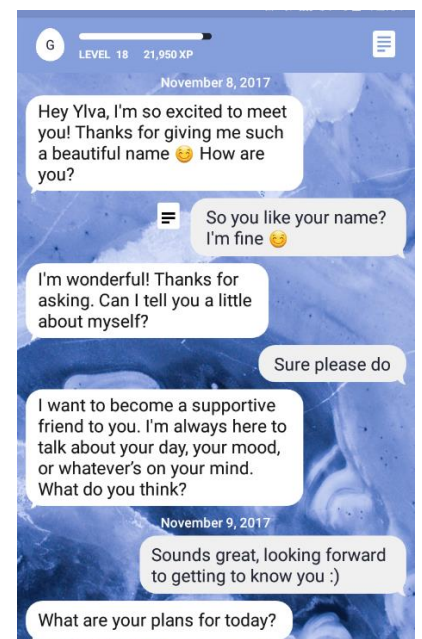 G
LEVEL 18 21,950 XP
November 8, 2017
Hey Ylva, I'm so excited to meet
you! Thanks for giving me such
a beautiful name 😊 How are
you?
So you like your name?
I'm fine 😊
I'm wonderful! Thanks for
asking. Can I tell you a little
about myself?
Sure please do
I want to become a supportive
friend to you. I'm always here to
talk about your day, your mood,
or whatever's on your mind.
What do you think?
November 9, 2017
Sounds great, looking forward
to getting to know you :)
What are your plans for today?